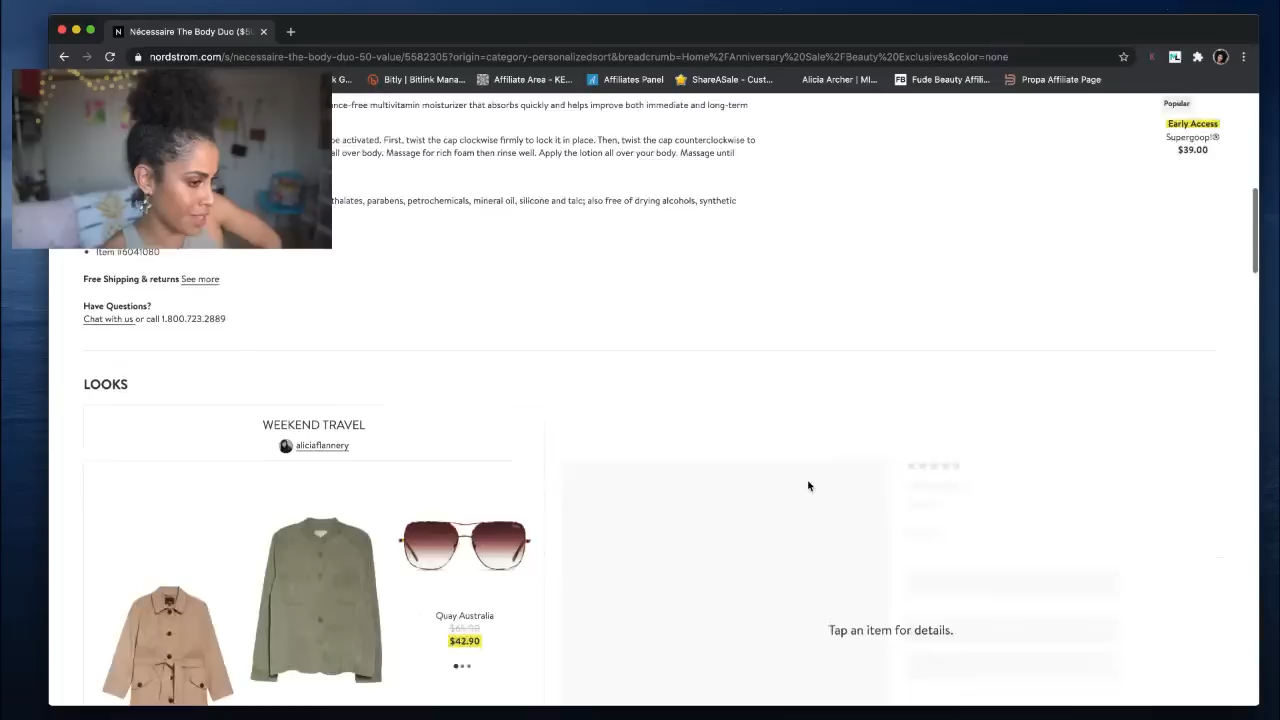 Nécessaire The Body Duo ($5
nordstrom.com/s/necessaire-the-body-duo-50-value/5582305?origin=category-personalizedsort&breadcrumb=Home%2FAnniversary%20Sale%2FBeauty%20Exclusives&color=none
k G...
Bitly | Bitlink Mana...
Affiliate Area - KE...
Affiliates Panel
ShareASale - Cust...
Alicia Archer | Mi...
FB Fude Beauty Affili...
Propa Affiliate Page
nce-free multivitamin moisturizer that absorbs quickly and helps improve both immediate and long-term
be activated. First, twist the cap clockwise firmly to lock it in place. Then, twist the cap counterclockwise to
all over body. Massage for rich foam then rinse well. Apply the lotion all over your body. Massage until
thalates, parabens, petrochemicals, mineral oil, silicone and talc; also free of drying alcohols, synthetic
Item #6041080
Popular
Early Access
Supergoop!®
$39.00
Free Shipping & returns See more
Have Questions?
Chat with us or call 1.800.723.2889
LOOKS
WEEKEND TRAVEL
aliciaflannery
Quay Australia
$42.90
Tap an item for details.